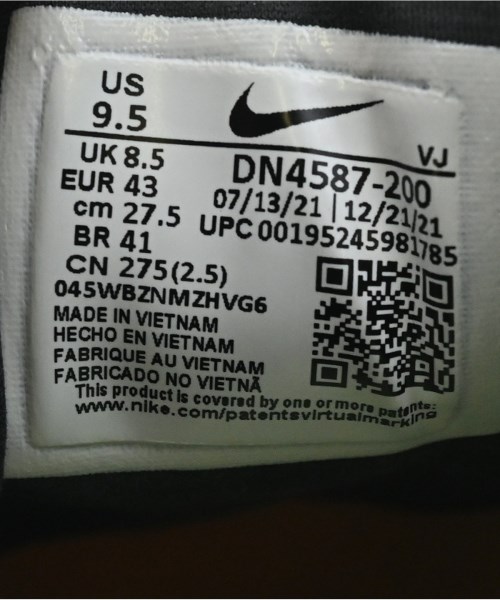 US
9.5
VJ
UK 8.5
EUR 43
cm 27.5
BR 41
CN 275(2.5)
DN4587-200
07/13/21 | 12/21/21
UPC 00195245981785
045WBZNMZHVG6
MADE IN VIETNAM
HECHO EN VIETNAM
FABRIQUE AU VIETNAM
FABRICADO NO VIETNÃ
This product is covered by one or more patents:
www.nike.com/patentsvirtualmarking